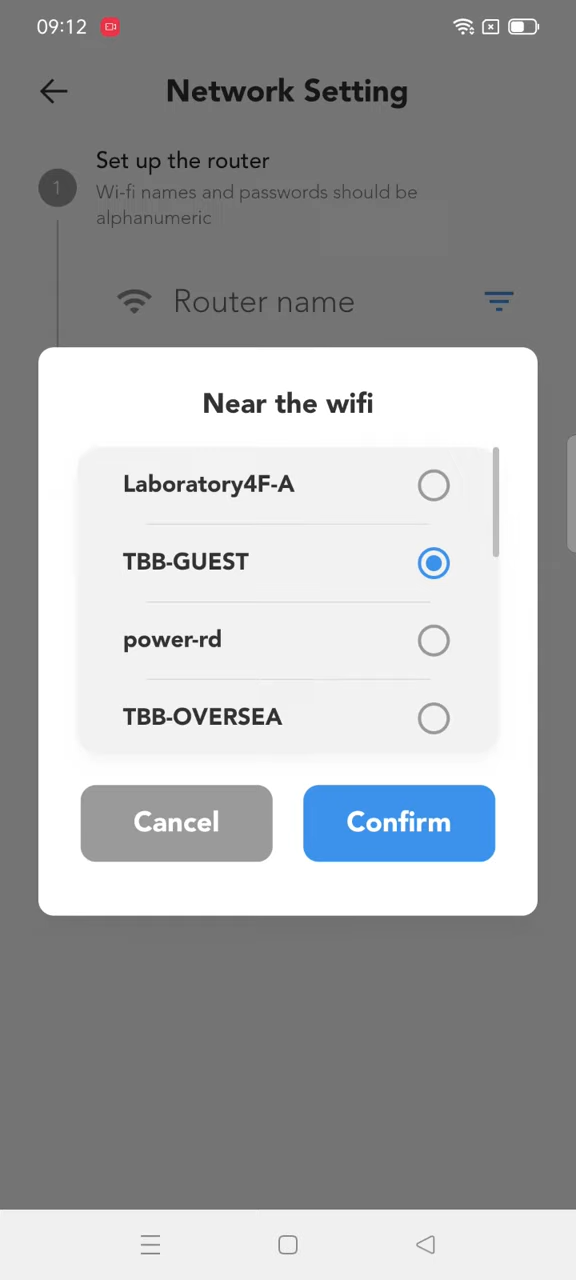 09:12
Network Setting
1
Set up the router
Wi-fi names and passwords should be
alphanumeric
Router name
Near the wifi
Laboratory4F-A
TBB-GUEST
power-rd
TBB-OVERSEA
Cancel
Confirm